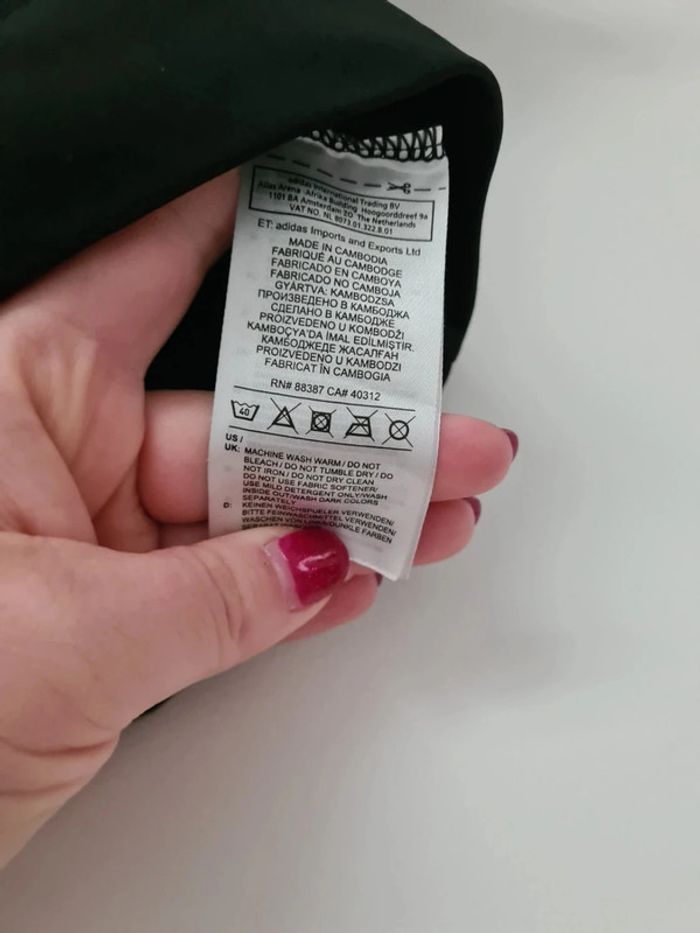 adidas International Trading BV
Atlas Arena -Afrika Building Hoogoorddreef 9a
1101 BA Amsterdam ZO The Netherlands
VAT NO. NL 8073.01.322.B.01
ET: adidas Imports and Exports Ltd
MADE IN CAMBODIA
FABRIQUÉ AU CAMBODGE
FABRICADO EN CAMBOYA
FABRICADO NO CAMBOJA
GYÁRTVA: KAMBODZSA
ПРОИЗВЕДЕНО В КАМБОДЖА
СДЕЛАНО В КАМБОДЖЕ
PROIZVEDENO U KOMBODŽI
KAMBOÇYA'DA İMAL EDİLMİŞTİR.
КАМБОДЖЕДЕ ЖАСАЛҒАН
PROIZVEDENO U KAMBODZI
FABRICAT ÎN CAMBOGIA
RN# 88387 CA# 40312
40
US /
UK: MACHINE WASH WARM / DO NOT
BLEACH / DO NOT TUMBLE DRY / DO
NOT IRON / DO NOT DRY CLEAN
DO NOT USE FABRIC SOFTENER/
USE MILD DETERGENT ONLY/WASH
INSIDE OUT/WASH DARK COLORS
SEPARATELY
D: KEINEN WEICHSPUELER VERWENDEN/
BITTE FEINWASCHMITTEL VERWENDEN/
WASCHEN VON LINKS/DUNKLE FARBEN